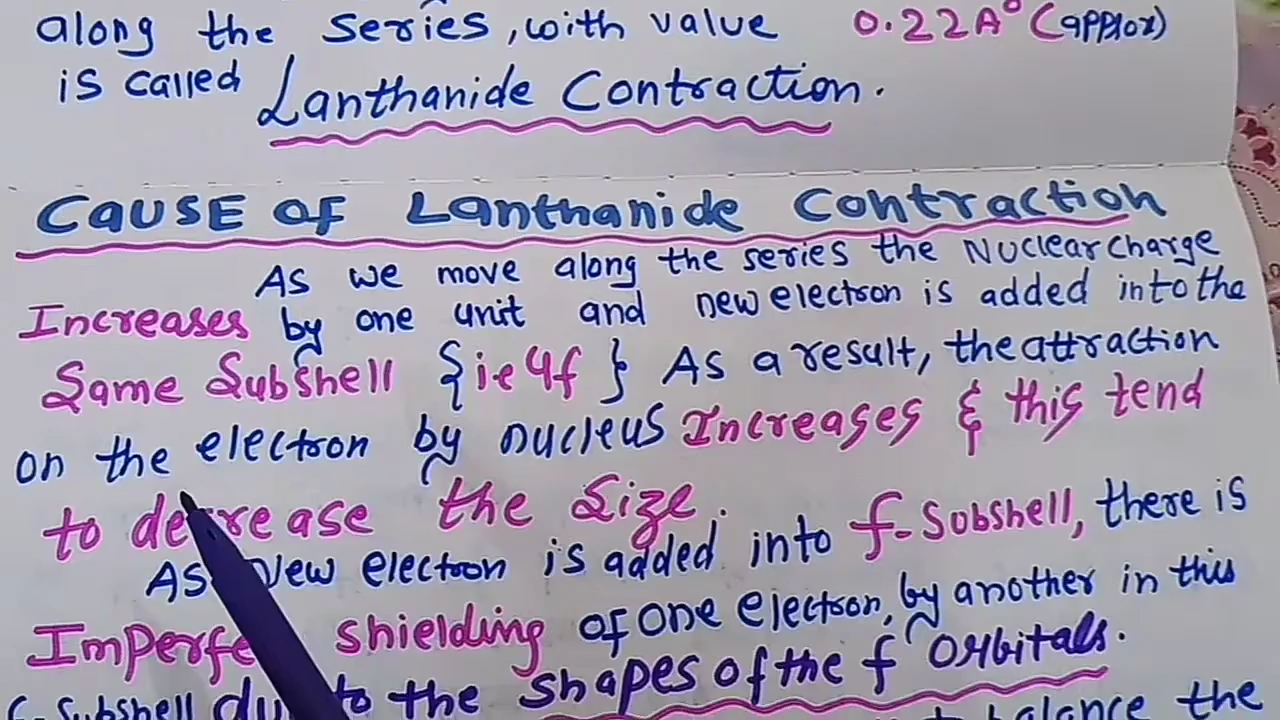 along the series, with value 0.22A° (approx)
is called Lanthanide Contraction.
CAUSE OF Lanthanide Contraction
As we move along the series the Nuclear charge
Increases by one unit and new electron is added into the
Same Subshell {ie 4f} As a result, the attraction
on the electron by nucleus Increases & this tend
to decrease the Size.
As New electron is added into f-Subshell, there is
Imperfe shielding of one electron, by another in this
f-Subshell due to the shapes of the f orbitals.
balance the